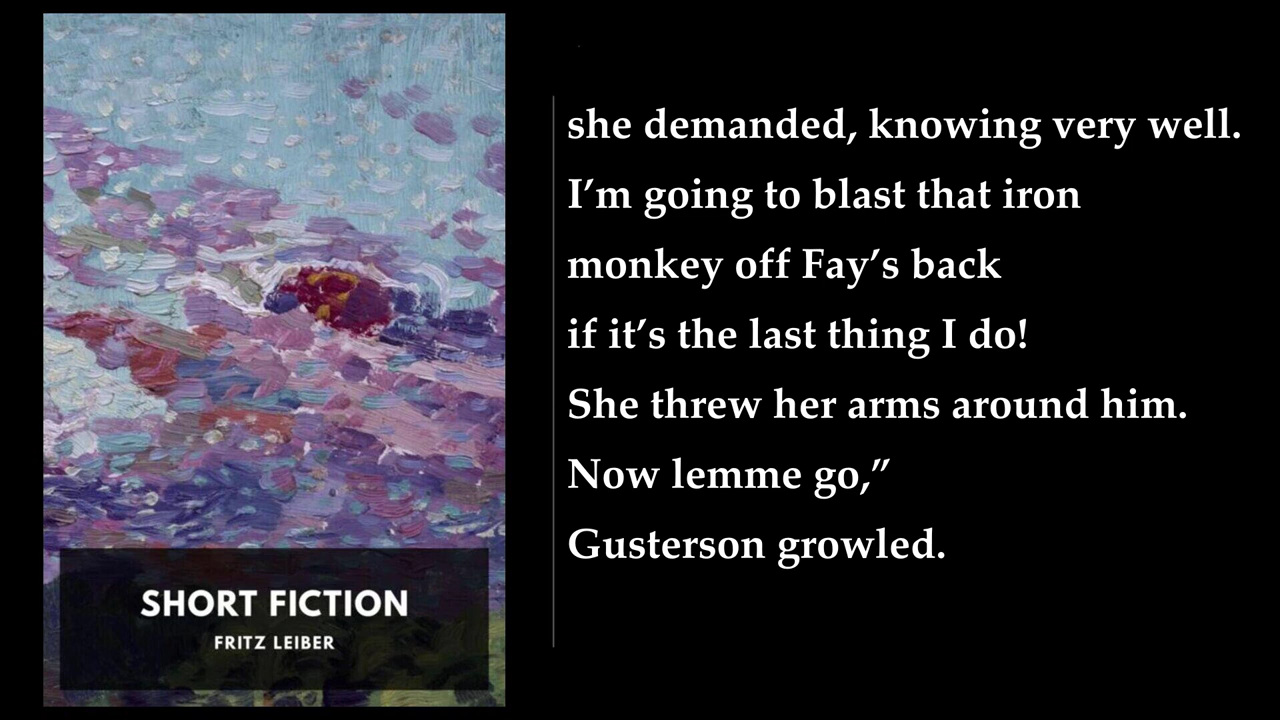 SHORT FICTION
FRITZ LEIBER
she demanded, knowing very well.
I’m going to blast that iron
monkey off Fay’s back
if it’s the last thing I do!
She threw her arms around him.
Now lemme go,”
Gusterson growled.